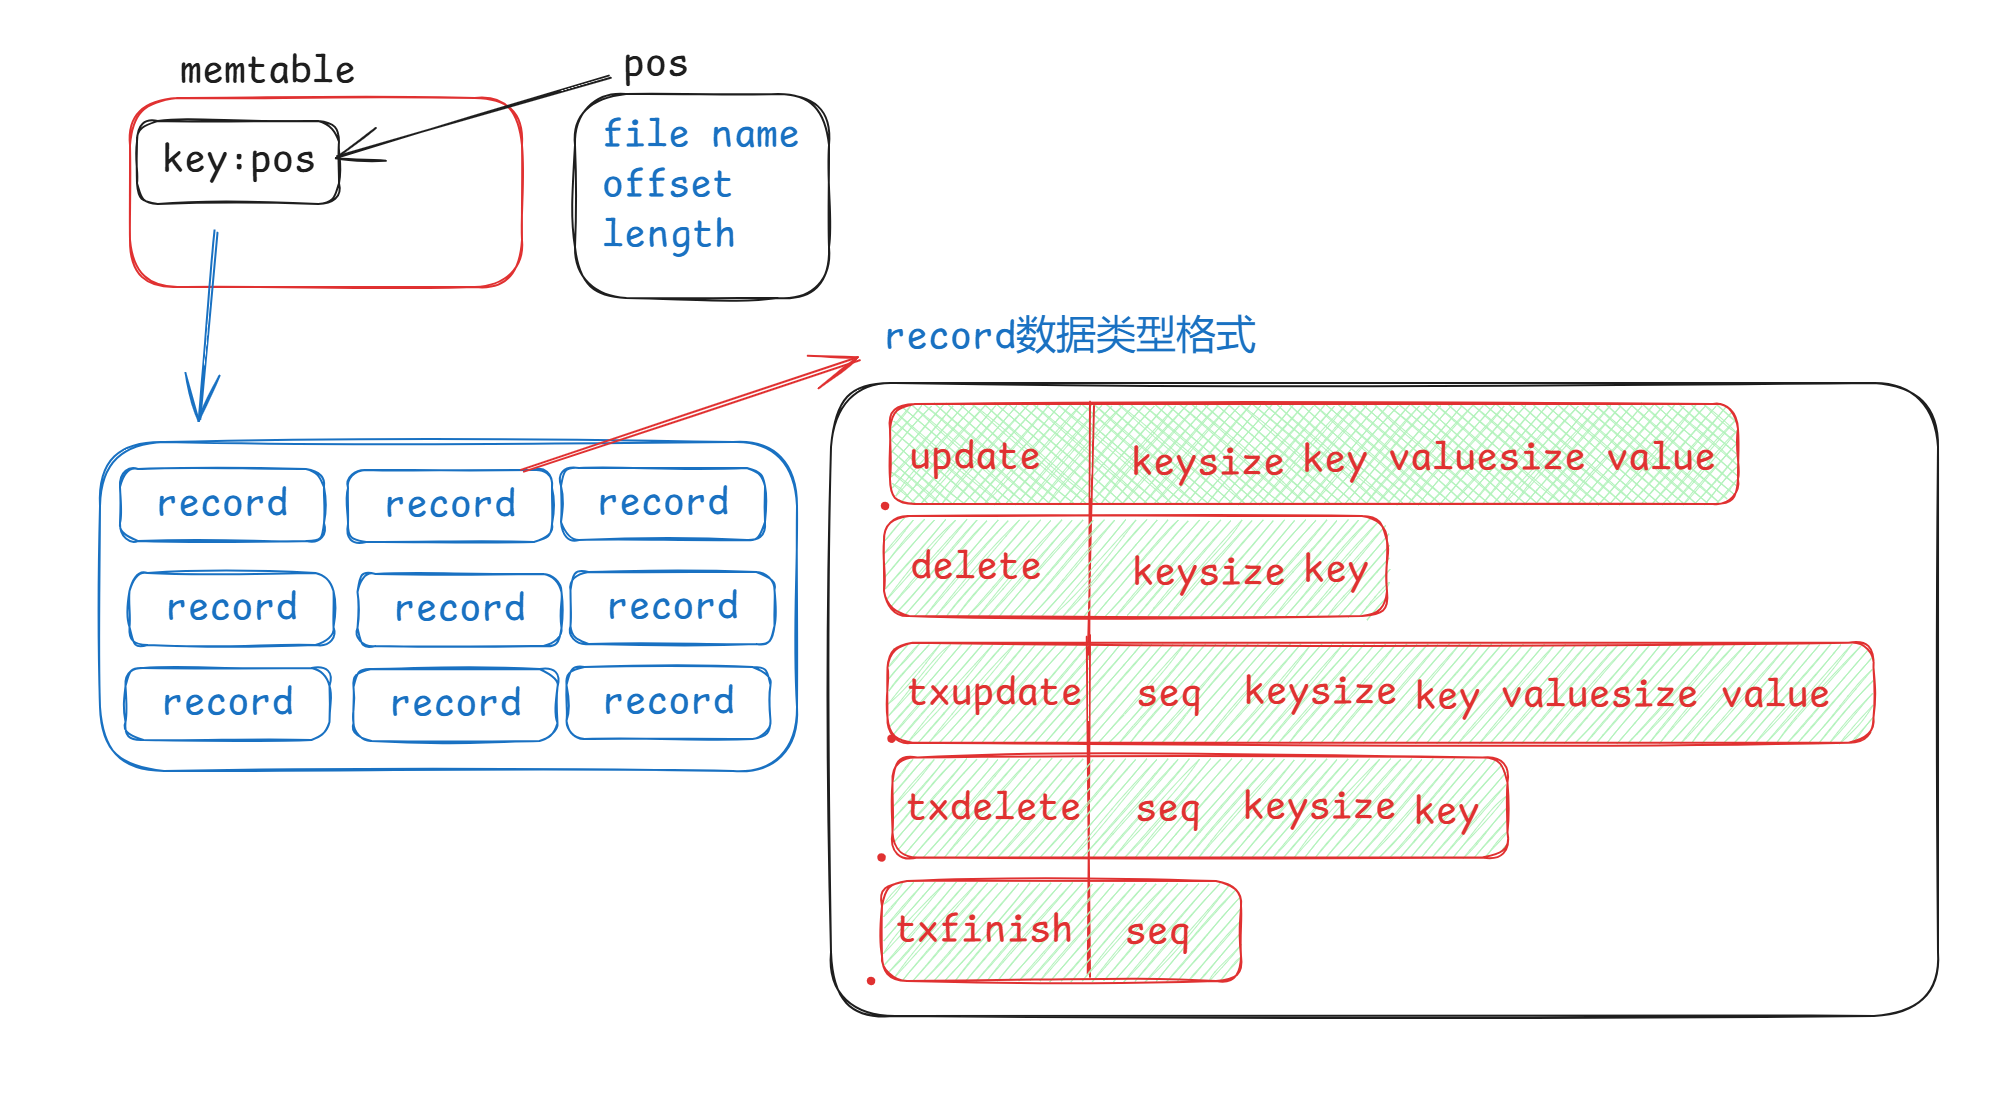 memtable
pos
key:pos
file name
offset
length
record数据类型格式
record record record
record record record
record record record
update keysize key valuesize value
delete keysize key
txupdate seq keysize key valuesize value
txdelete seq keysize key
txfinish seq